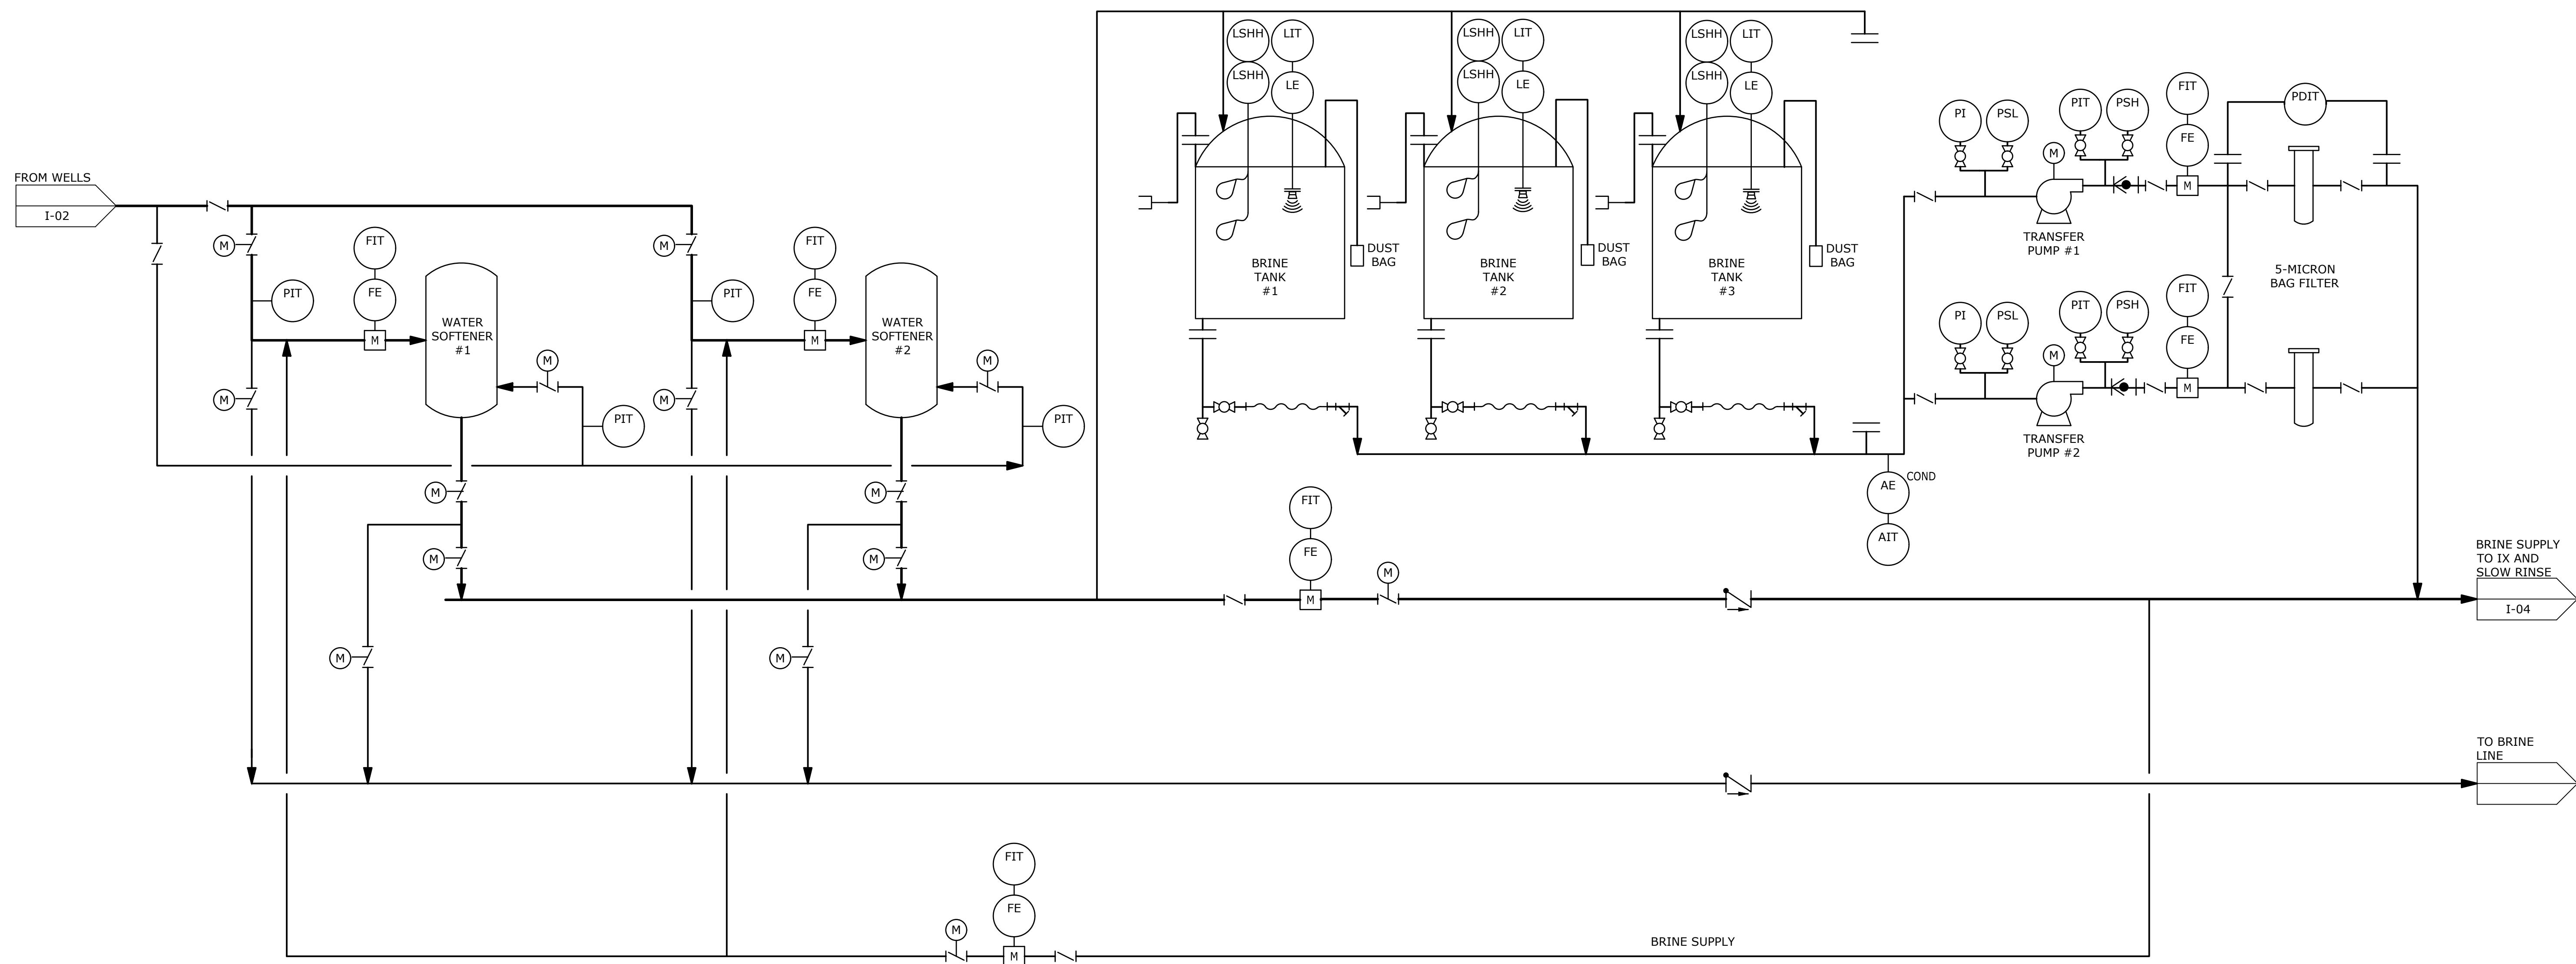 LSHH
LIT
LSHH
LIT
LSHH
LIT
LSHH
LE
LSHH
LE
LSHH
LE
FIT
PDIT
PI
PSL
PIT
PSH
FE
M
M
FROM WELLS
I-02
TRANSFER
PUMP #1
M
FIT
M
FIT
DUST
BAG
DUST
BAG
DUST
BAG
BRINE
TANK
#1
BRINE
TANK
#2
BRINE
TANK
#3
5-MICRON
BAG FILTER
PIT
FE
PIT
FE
FIT
PI
PSL
PIT
PSH
WATER
SOFTENER
#1
WATER
SOFTENER
#2
M
M
FE
M
M
M
M
M
M
PIT
PIT
TRANSFER
PUMP #2
M
M
AE
COND
FIT
AIT
M
M
FE
BRINE SUPPLY
TO IX AND
SLOW RINSE
M
M
I-04
M
M
TO BRINE
LINE
FIT
FE
M
M
BRINE SUPPLY